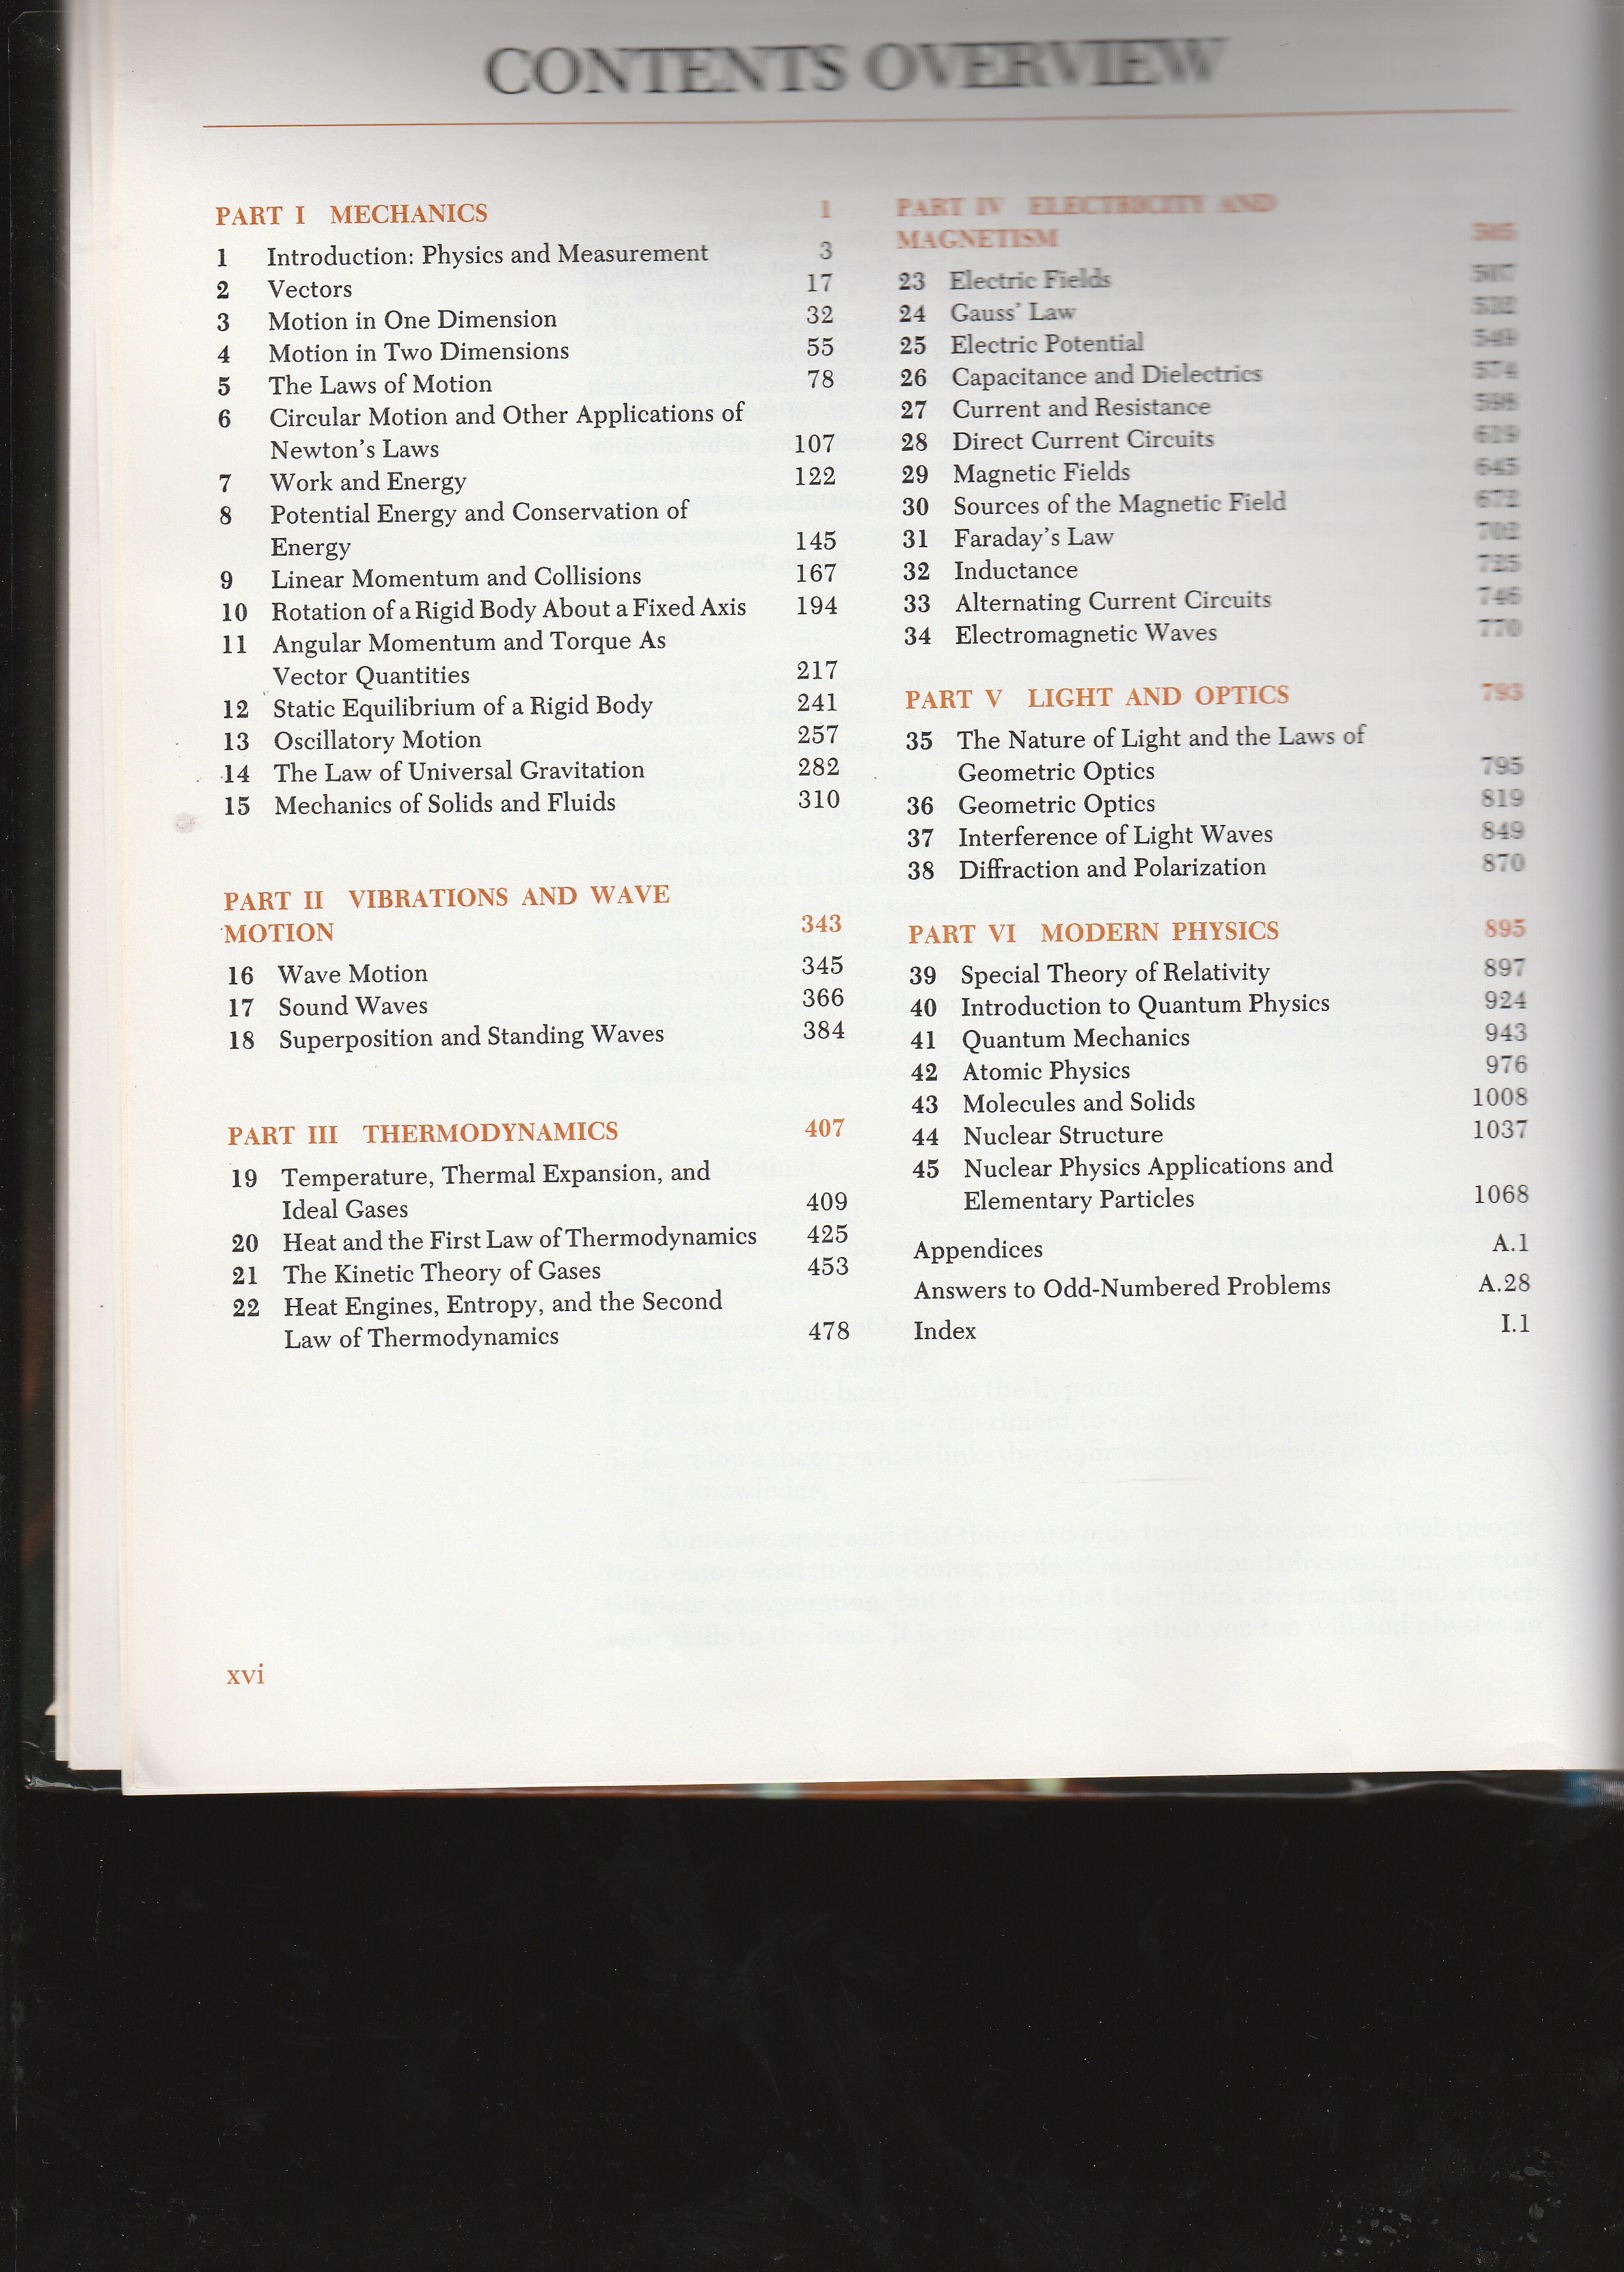 CONTENTS OVERVIEW
PART I MECHANICS 1
1 Introduction: Physics and Measurement 3
2 Vectors 17
3 Motion in One Dimension 32
4 Motion in Two Dimensions 55
5 The Laws of Motion 78
6 Circular Motion and Other Applications of
Newton's Laws 107
7 Work and Energy 122
8 Potential Energy and Conservation of
Energy 145
9 Linear Momentum and Collisions 167
10 Rotation of a Rigid Body About a Fixed Axis 194
11 Angular Momentum and Torque As
Vector Quantities 217
12 Static Equilibrium of a Rigid Body 241
13 Oscillatory Motion 257
14 The Law of Universal Gravitation 282
15 Mechanics of Solids and Fluids 310
PART II VIBRATIONS AND WAVE
MOTION 343
16 Wave Motion 345
17 Sound Waves 366
18 Superposition and Standing Waves 384
PART III THERMODYNAMICS 407
19 Temperature, Thermal Expansion, and
Ideal Gases 409
20 Heat and the First Law of Thermodynamics 425
21 The Kinetic Theory of Gases 453
22 Heat Engines, Entropy, and the Second
Law of Thermodynamics 478
PART IV ELECTRICITY AND
MAGNETISM
23 Electric Fields
24 Gauss' Law
25 Electric Potential 549
26 Capacitance and Dielectrics 574
27 Current and Resistance
28 Direct Current Circuits 619
29 Magnetic Fields 645
30 Sources of the Magnetic Field 672
31 Faraday's Law 702
32 Inductance 725
33 Alternating Current Circuits 746
34 Electromagnetic Waves 770
PART V LIGHT AND OPTICS 793
35 The Nature of Light and the Laws of
Geometric Optics 795
36 Geometric Optics 819
37 Interference of Light Waves 849
38 Diffraction and Polarization 870
PART VI MODERN PHYSICS 895
39 Special Theory of Relativity 897
40 Introduction to Quantum Physics 924
41 Quantum Mechanics 943
42 Atomic Physics 976
43 Molecules and Solids 1008
44 Nuclear Structure 1037
45 Nuclear Physics Applications and
Elementary Particles 1068
Appendices A.1
Answers to Odd-Numbered Problems A.28
Index I.1
xvi